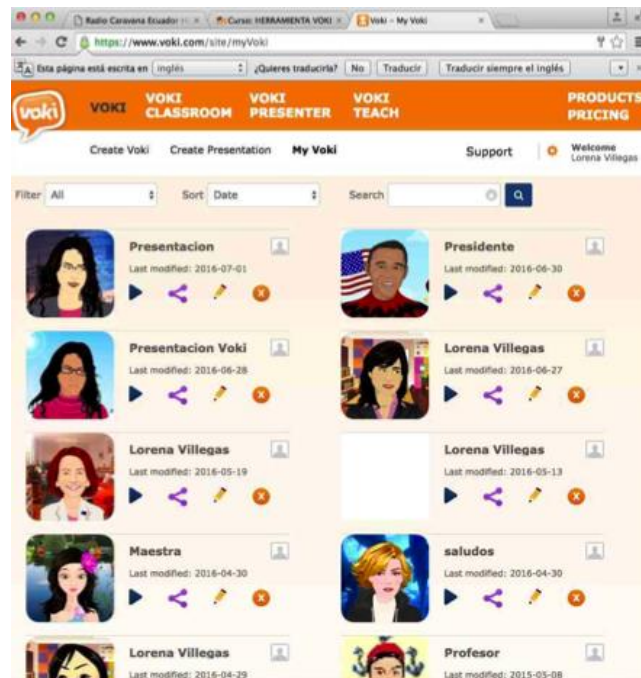 Radio Caravana Ecuador
Curso: HERRAMIENTA VOKI
Voki - My Voki
https://www.voki.com/site/myVoki
Esta página está escrita en inglés ¿Quieres traducirla? No Traducir Traducir siempre el inglés
voki
VOKI
VOKI CLASSROOM
VOKI PRESENTER
VOKI TEACH
PRODUCTS
PRICING
Create Voki Create Presentation My Voki Support Welcome
Lorena Villegas
Filter All Sort Date Search
Presentacion
Last modified: 2016-07-01
Presidente
Last modified: 2016-06-30
Presentacion Voki
Last modified: 2016-06-28
Lorena Villegas
Last modified: 2016-06-27
Lorena Villegas
Last modified: 2016-05-19
Lorena Villegas
Last modified: 2016-05-13
Maestra
Last modified: 2016-04-30
saludos
Last modified: 2016-04-30
Lorena Villegas
Last modified: 2016-04-29
Profesor
Last modified: 2015-05-08